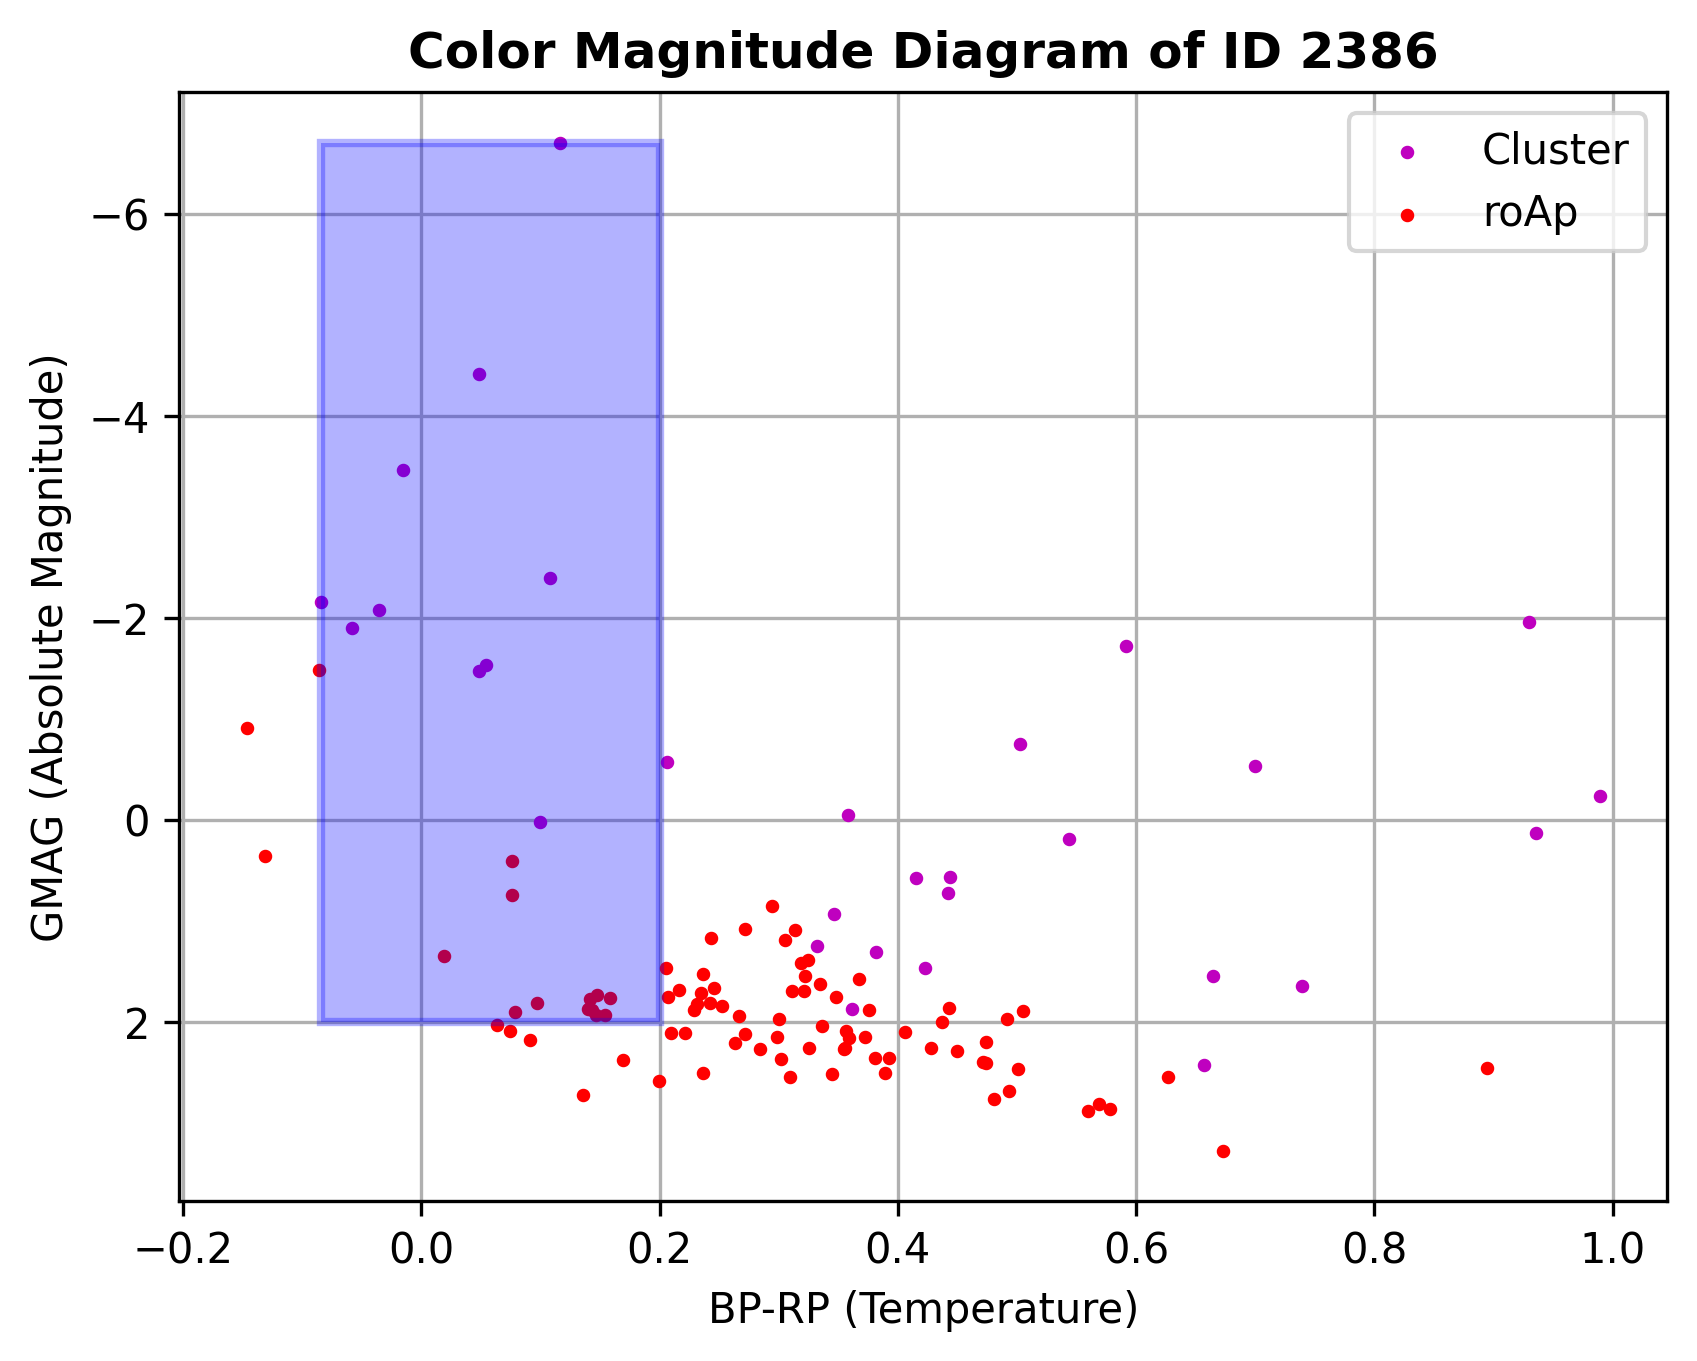 Color Magnitude Diagram of ID 2386
Cluster
roAp
GMAG (Absolute Magnitude)
−6
−4
−2
0
2
−0.2 0.0 0.2 0.4 0.6 0.8 1.0
BP-RP (Temperature)